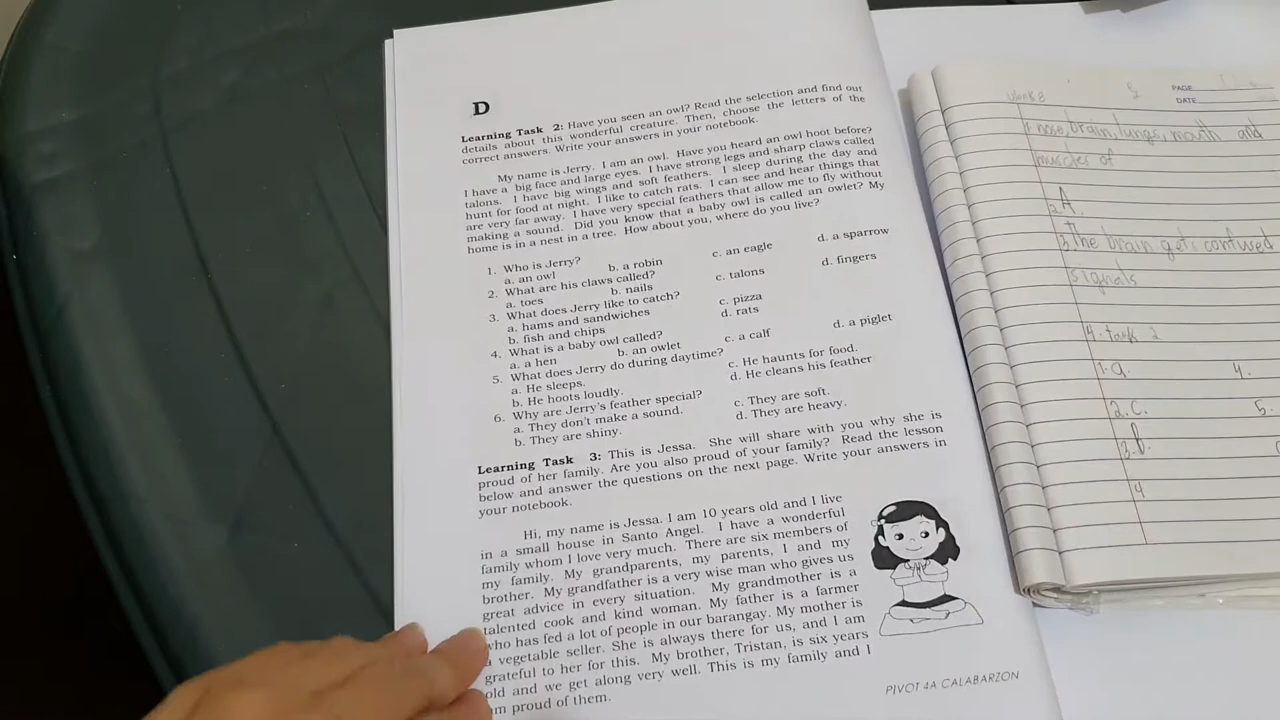 D
Learning Task 2: Have you seen an owl? Read the selection and find out
details about this wonderful creature. Then, choose the letters of the
correct answers. Write your answers in your notebook.
My name is Jerry. I am an owl. Have you heard an owl hoot before?
I have a big face and large eyes. I have strong legs and sharp claws called
talons. I have big wings and soft feathers. I sleep during the day and
hunt for food at night. I like to catch rats. I can see and hear things that
are very far away. I have very special feathers that allow me to fly without
making a sound. Did you know that a baby owl is called an owlet? My
home is in a nest in a tree. How about you, where do you live?
1. Who is Jerry?
a. an owl b. a robin c. an eagle d. a sparrow
2. What are his claws called?
a. toes b. nails c. talons d. fingers
3. What does Jerry like to catch?
a. hams and sandwiches c. pizza
b. fish and chips d. rats
4. What is a baby owl called?
a. a hen b. an owlet c. a calf d. a piglet
5. What does Jerry do during daytime?
a. He sleeps. c. He haunts for food.
b. He hoots loudly. d. He cleans his feather
6. Why are Jerry's feather special?
a. They don't make a sound. c. They are soft.
b. They are shiny. d. They are heavy.
Learning Task 3: This is Jessa. She will share with you why she is
proud of her family. Are you also proud of your family? Read the lesson
below and answer the questions on the next page. Write your answers in
your notebook.
Hi, my name is Jessa. I am 10 years old and I live
in a small house in Santo Angel. I have a wonderful
family whom I love very much. There are six members of
my family. My grandparents, my parents, I and my
brother. My grandfather is a very wise man who gives us
great advice in every situation. My grandmother is a
talented cook and kind woman. My father is a farmer
who has fed a lot of people in our barangay. My mother is
a vegetable seller. She is always there for us, and I am
grateful to her for this. My brother, Tristan, is six years
old and we get along very well. This is my family and I
am proud of them.
PIVOT 4A CALABARZON
PAGE
DATE
1. nose, brain, lungs, mouth and
muscles of
2. A.
3. The brain gets confused
signals
4. task 2
1. a. 4.
2. c. 5.
3. b.
4